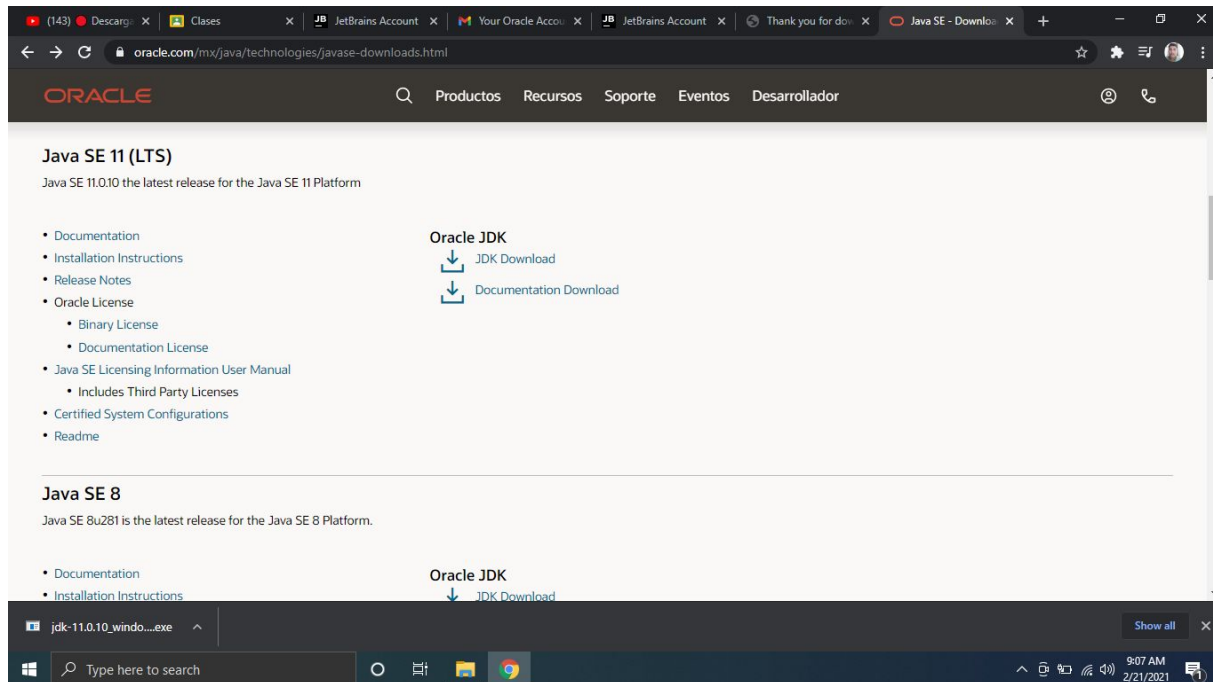 (143) Descarga
Clases
JB JetBrains Account
Your Oracle Accou
JB JetBrains Account
Thank you for dow
Java SE - Downloa
oracle.com/mx/java/technologies/javase-downloads.html
ORACLE
Productos Recursos Soporte Eventos Desarrollador
Java SE 11 (LTS)
Java SE 11.0.10 the latest release for the Java SE 11 Platform
• Documentation
• Installation Instructions
• Release Notes
• Oracle License
• Binary License
• Documentation License
• Java SE Licensing Information User Manual
• Includes Third Party Licenses
• Certified System Configurations
• Readme
Oracle JDK
JDK Download
Documentation Download
Java SE 8
Java SE 8u281 is the latest release for the Java SE 8 Platform.
• Documentation
• Installation Instructions
Oracle JDK
JDK Download
jdk-11.0.10_windo....exe
Show all
Type here to search
9:07 AM
2/21/2021
1